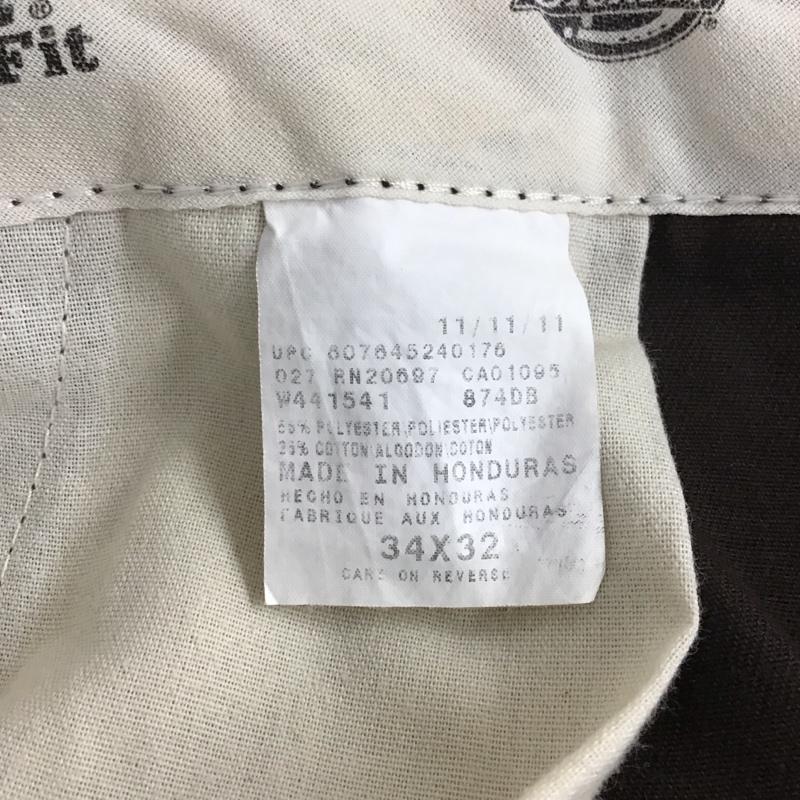 ®
Fit
11/11/11
UPC 607645240176
027 RN20697 CA01095
W441541 874DB
65% POLYESTER\POLIESTER\POLYESTER
35% COTTON\ALGODON\COTON
MADE IN HONDURAS
HECHO EN HONDURAS
FABRIQUE AUX HONDURAS
34X32
CARE ON REVERSE